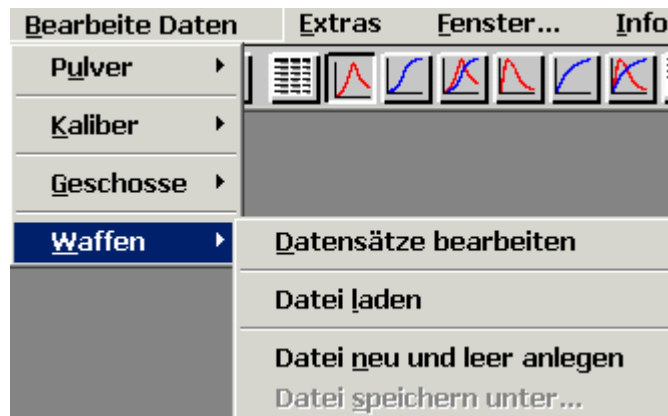 Bearbeite Daten Extras Fenster... Info
Pulver
Kaliber
Geschosse
Waffen
Datensätze bearbeiten
Datei laden
Datei neu und leer anlegen
Datei speichern unter...